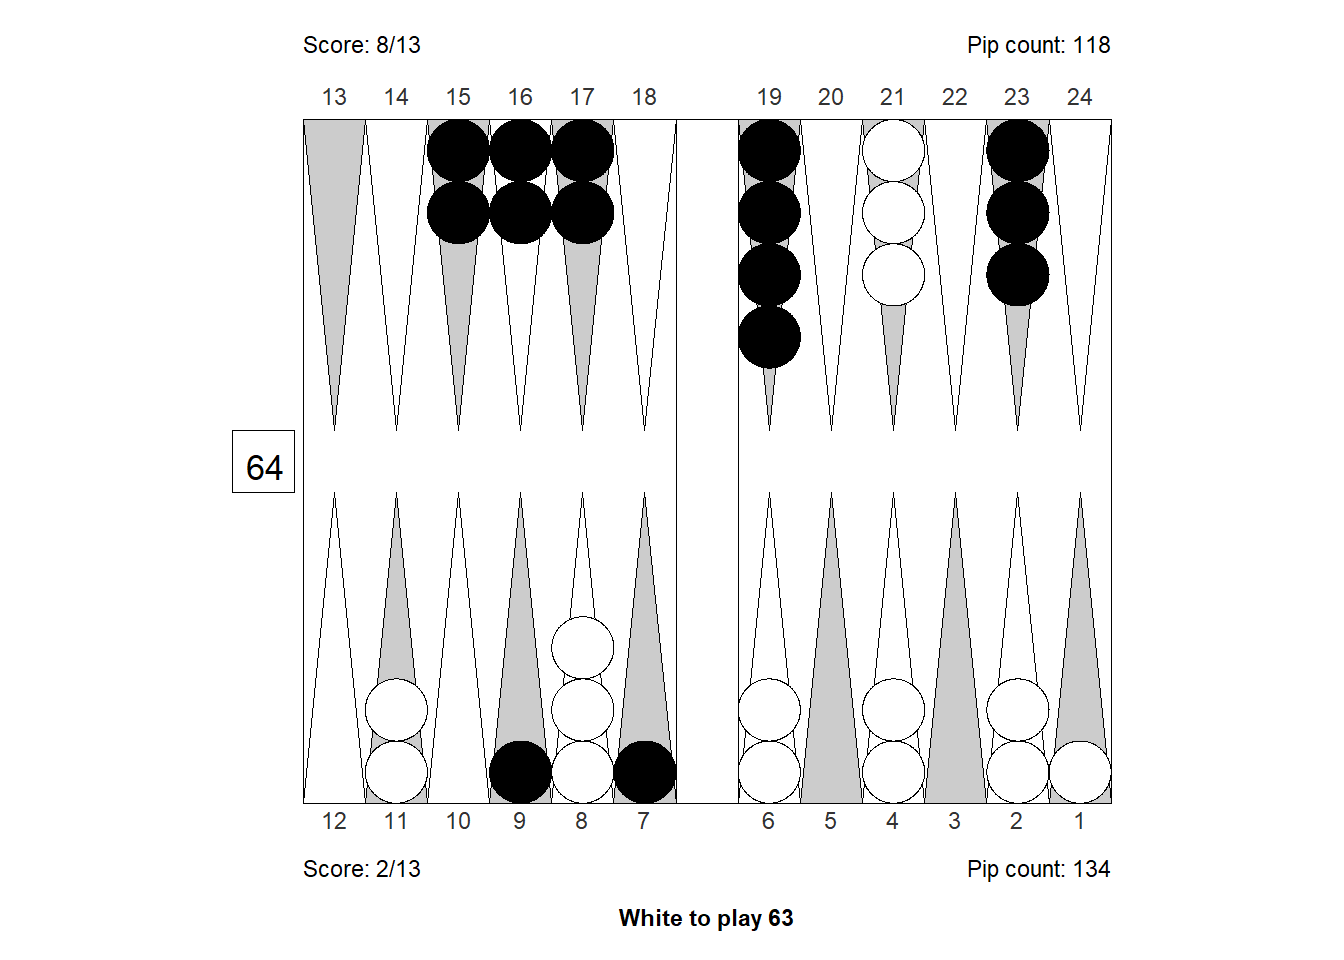 Score: 8/13 Pip count: 118
13 14 15 16 17 18 19 20 21 22 23 24
64
12 11 10 9 8 7 6 5 4 3 2 1
Score: 2/13 Pip count: 134
White to play 63